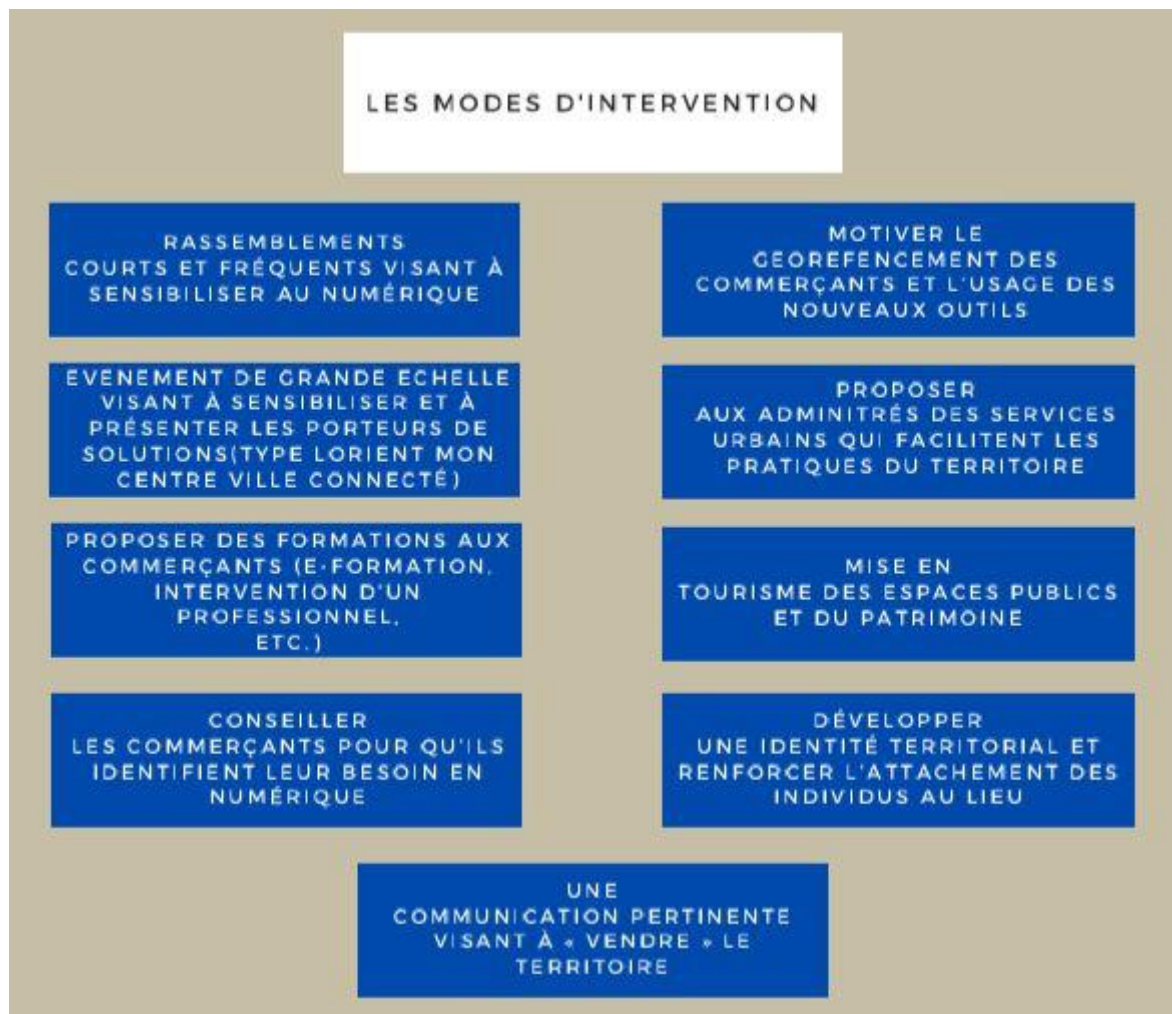 LES MODES D'INTERVENTION
RASSEMBLEMENTS
COURTS ET FRÉQUENTS VISANT À
SENSIBILISER AU NUMÉRIQUE
MOTIVER LE
GEOREFENCEMENT DES
COMMERÇANTS ET L'USAGE DES
NOUVEAUX OUTILS
EVENEMENT DE GRANDE ECHELLE
VISANT À SENSIBILISER ET À
PRÉSENTER LES PORTEURS DE
SOLUTIONS(TYPE LORIENT MON
CENTRE VILLE CONNECTÉ)
PROPOSER
AUX ADMINITRÉS DES SERVICES
URBAINS QUI FACILITENT LES
PRATIQUES DU TERRITOIRE
PROPOSER DES FORMATIONS AUX
COMMERÇANTS (E-FORMATION,
INTERVENTION D'UN
PROFESSIONNEL,
ETC.)
MISE EN
TOURISME DES ESPACES PUBLICS
ET DU PATRIMOINE
CONSEILLER
LES COMMERÇANTS POUR QU'ILS
IDENTIFIENT LEUR BESOIN EN
NUMÉRIQUE
DÉVELOPPER
UNE IDENTITÉ TERRITORIAL ET
RENFORCER L'ATTACHEMENT DES
INDIVIDUS AU LIEU
UNE
COMMUNICATION PERTINENTE
VISANT À « VENDRE » LE
TERRITOIRE